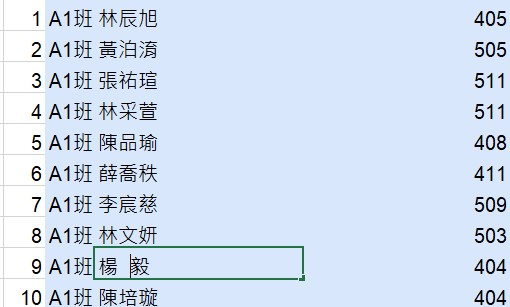 1 A1班 林辰旭 405
2 A1班 黃泊淯 505
3 A1班 張祐瑄 511
4 A1班 林采萱 511
5 A1班 陳品瑜 408
6 A1班 薛喬秩 411
7 A1班 李宸慈 509
8 A1班 林文妍 503
9 A1班 楊　毅 404
10 A1班 陳培璇 404